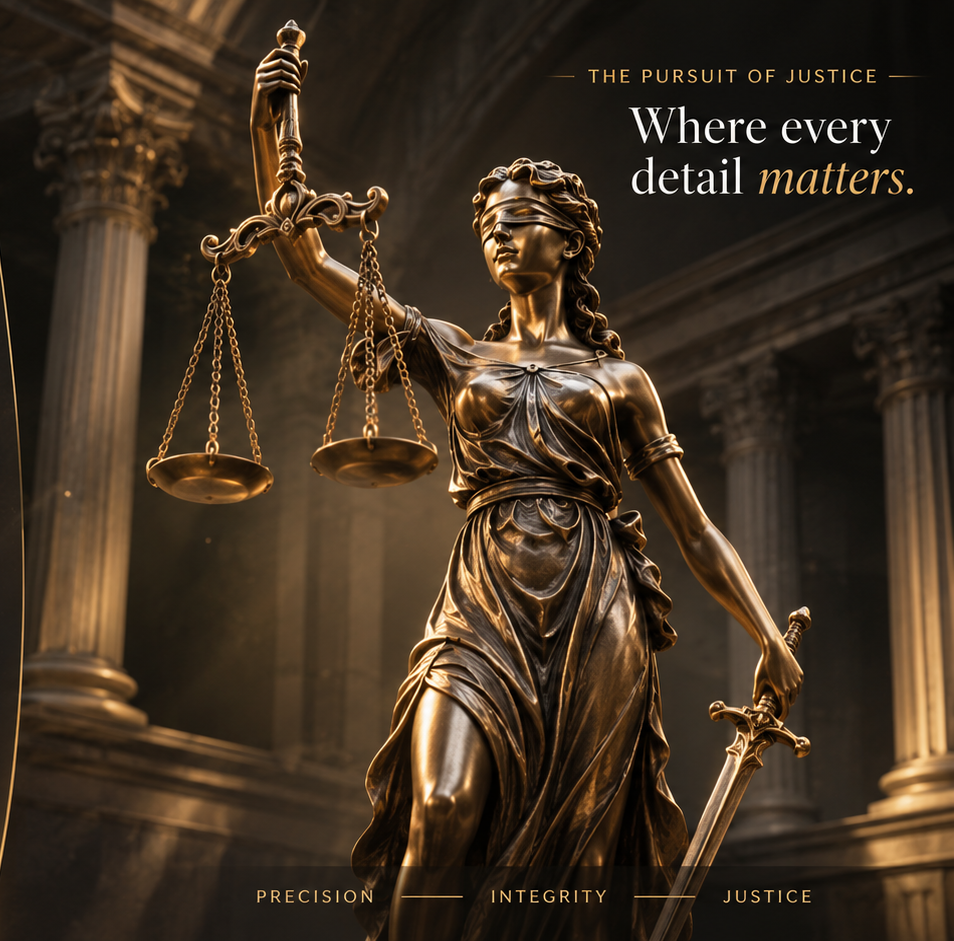 THE PURSUIT OF JUSTICE
Where every
detail matters.
PRECISION INTEGRITY JUSTICE